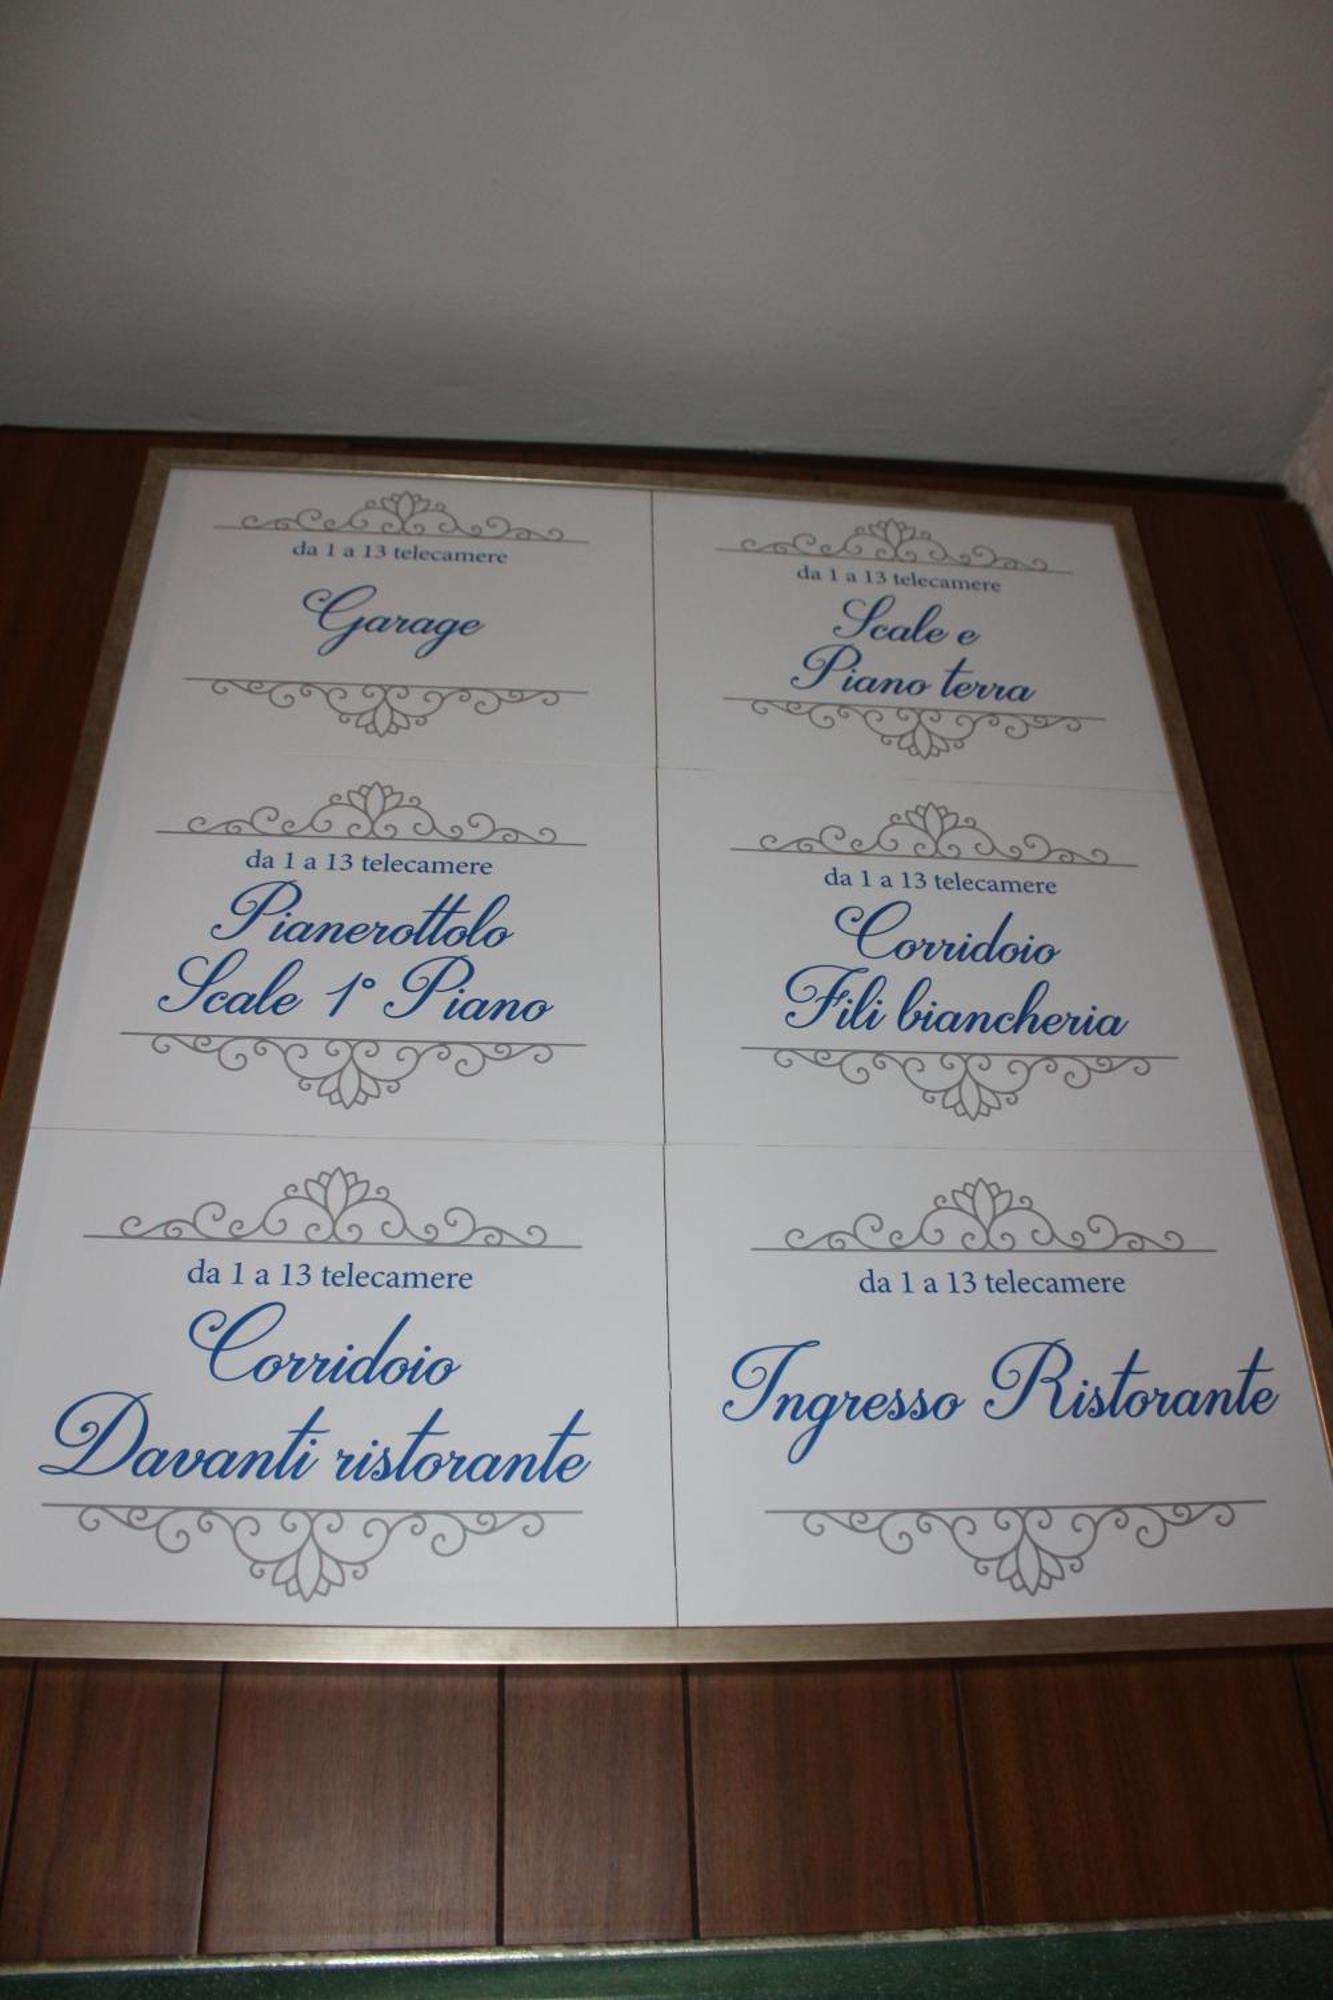 da 1 a 13 telecamere
Garage
da 1 a 13 telecamere
Scale e
Piano terra
da 1 a 13 telecamere
Pianerottolo
Scale 1° Piano
da 1 a 13 telecamere
Corridoio
Fili biancheria
da 1 a 13 telecamere
Corridoio
Davanti ristorante
da 1 a 13 telecamere
Ingresso Ristorante